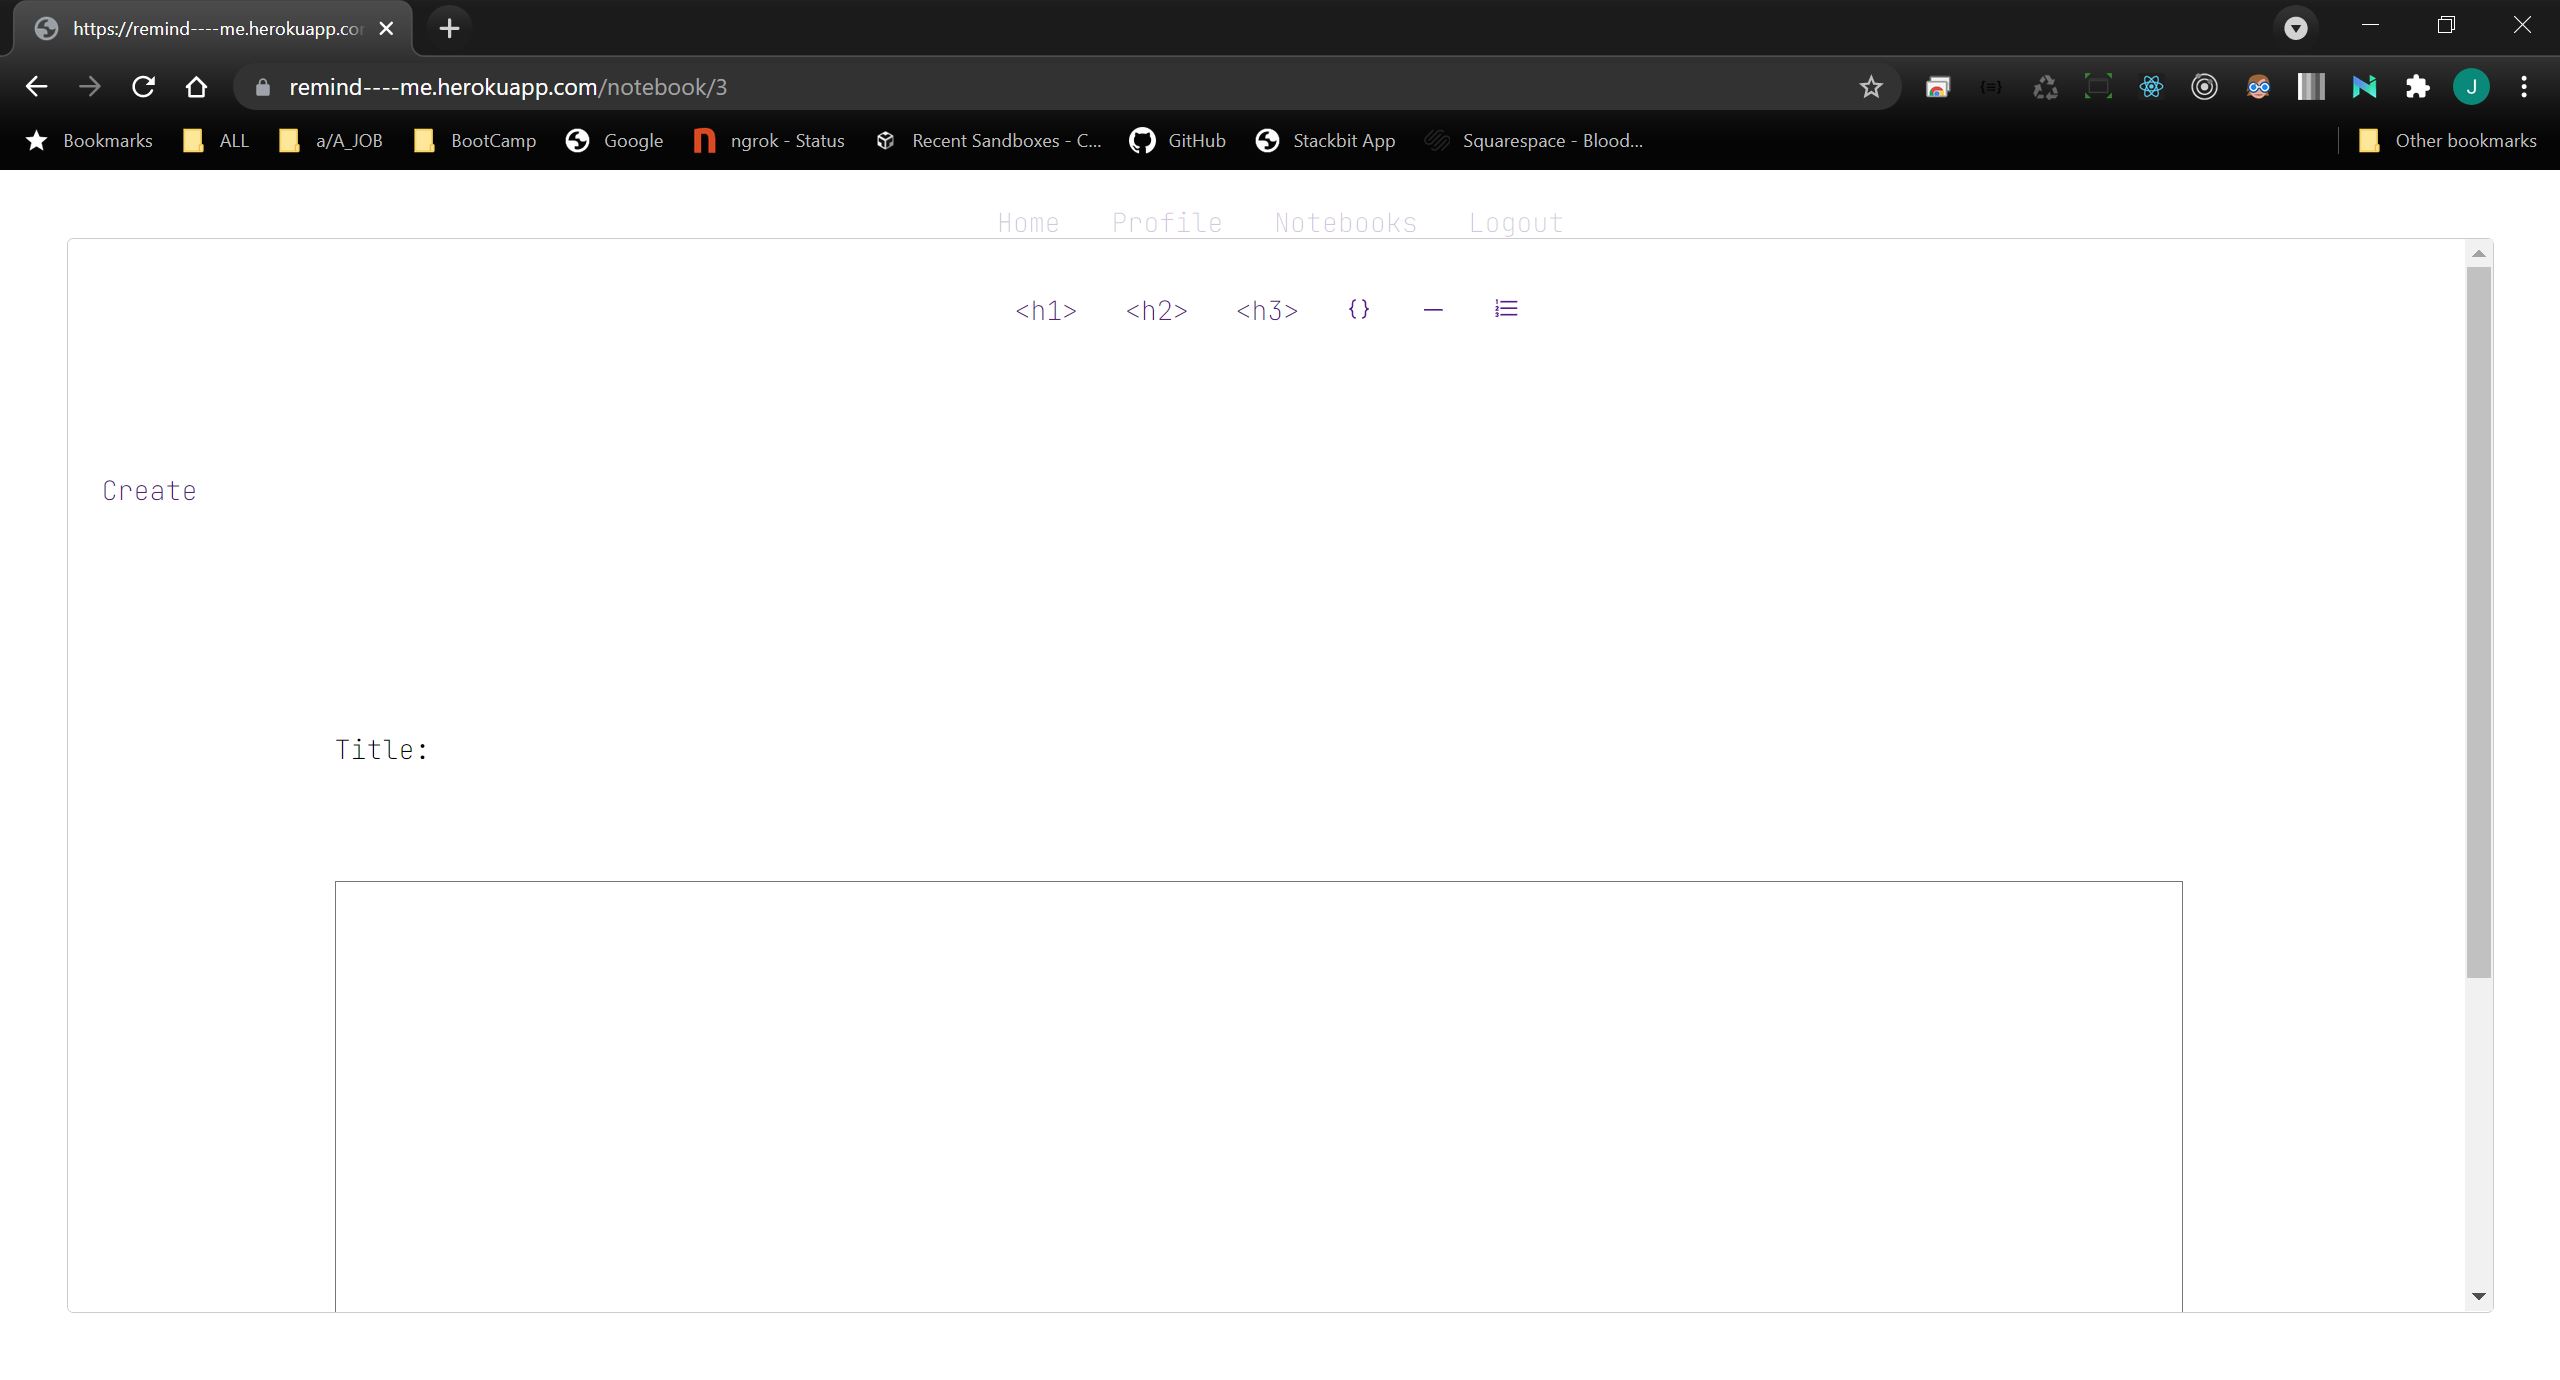 https://remind----me.herokuapp.co
remind----me.herokuapp.com/notebook/3
J
Bookmarks ALL a/A_JOB BootCamp Google ngrok - Status Recent Sandboxes - C... GitHub Stackbit App Squarespace - Blood... Other bookmarks
Home Profile Notebooks Logout
<h1> <h2> <h3> {} —
Create
Title: